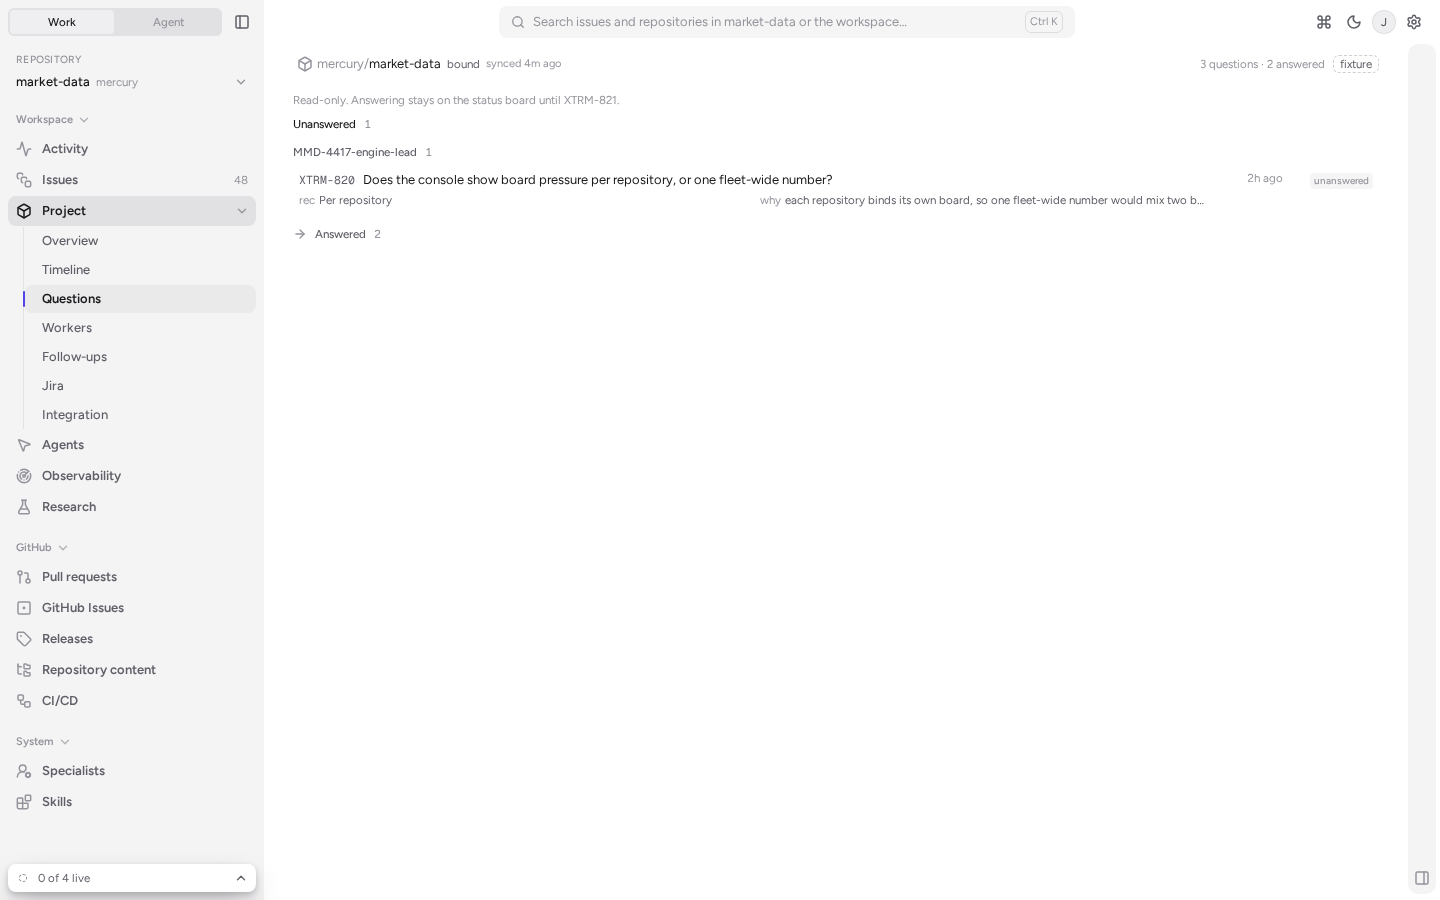 Work
Agent
Search issues and repositories in market-data or the workspace...
Ctrl K
J
REPOSITORY
market-data mercury
Workspace
Activity
Issues 48
Project
Overview
Timeline
Questions
Workers
Follow-ups
Jira
Integration
Agents
Observability
Research
GitHub
Pull requests
GitHub Issues
Releases
Repository content
CI/CD
System
Specialists
Skills
0 of 4 live
mercury/market-data bound synced 4m ago
3 questions · 2 answered fixture
Read-only. Answering stays on the status board until XTRM-821.
Unanswered 1
MMD-4417-engine-lead 1
XTRM-820 Does the console show board pressure per repository, or one fleet-wide number? 2h ago unanswered
rec Per repository why each repository binds its own board, so one fleet-wide number would mix two b...
Answered 2